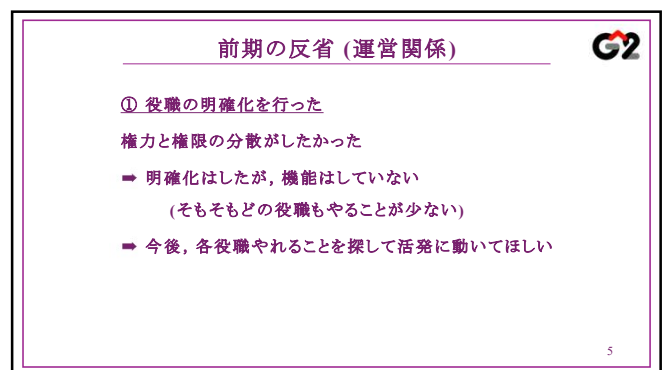 前期の反省 (運営関係)
G2
① 役職の明確化を行った
権力と権限の分散がしたかった
➡ 明確化はしたが, 機能はしていない
(そもそもどの役職もやることが少ない)
➡ 今後, 各役職やれることを探して活発に動いてほしい
5